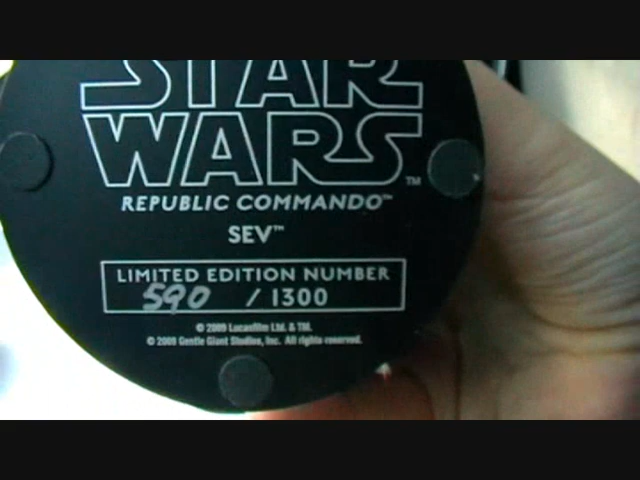 STAR
WARS™
REPUBLIC COMMANDO™
SEV™
LIMITED EDITION NUMBER
590 / 1300
© 2009 Lucasfilm Ltd. & TM.
© 2009 Gentle Giant Studios, Inc. All rights reserved.